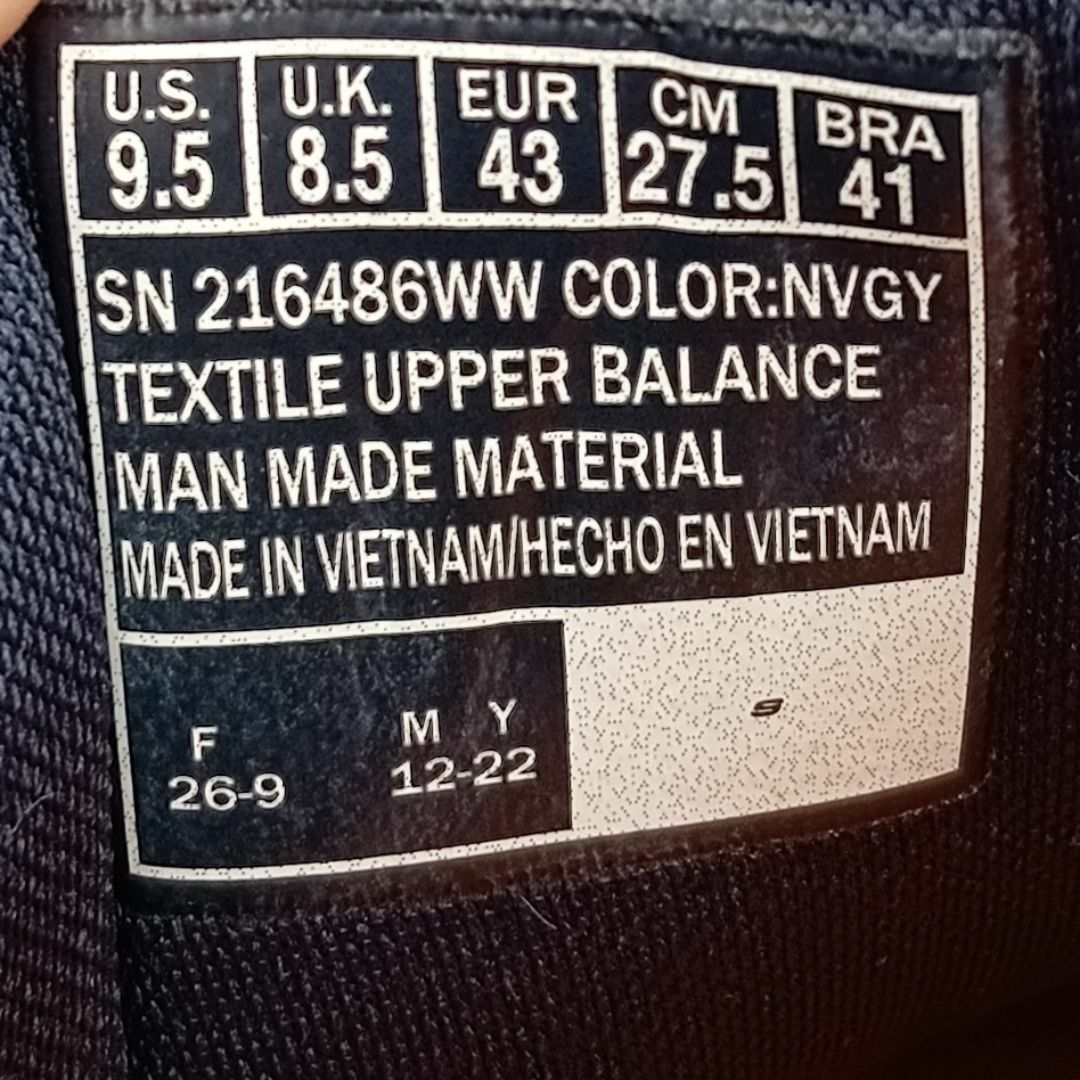 U.S. U.K. EUR CM BRA
9.5 8.5 43 27.5 41
SN 216486WW COLOR:NVGY
TEXTILE UPPER BALANCE
MAN MADE MATERIAL
MADE IN VIETNAM/HECHO EN VIETNAM
F M Y
26-9 12-22
S